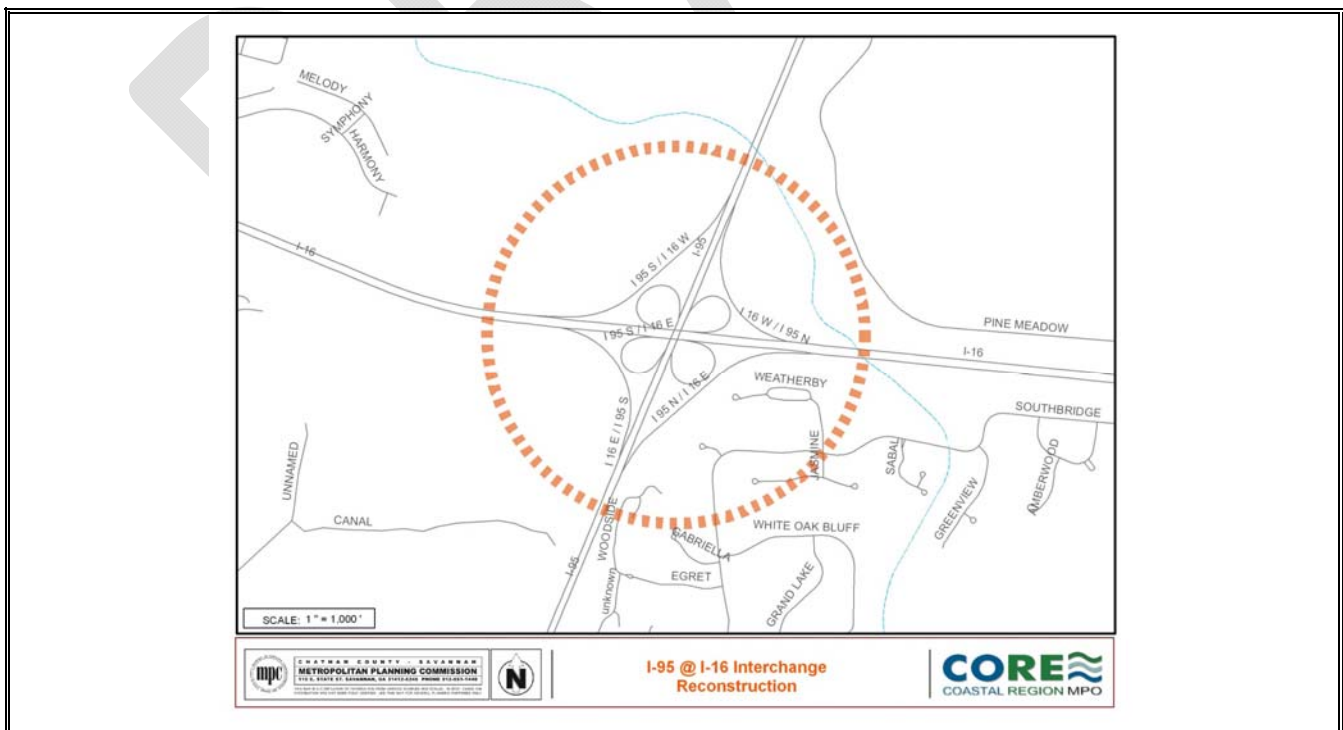 MELODY
SYMPHONY
HARMONY
I-16
I 95 S / I 16 W
I-95
I 95 S / I 16 E
I 16 W / I 95 N
PINE MEADOW
I-16
WEATHERBY
I 95 N / I 16 E
SOUTHBRIDGE
I 16 E / I 95 S
JASMINE
SABAL
AMBERWOOD
GREENVIEW
UNNAMED
CANAL
WOODSIDE
WHITE OAK BLUFF
GABRIELLA
I-95
EGRET
unknown
GRAND LAKE
SCALE: 1 " = 1,000 '
mpc
CHATHAM COUNTY - SAVANNAH
METROPOLITAN PLANNING COMMISSION
N
I-95 @ I-16 Interchange
Reconstruction
CORE
COASTAL REGION MPO